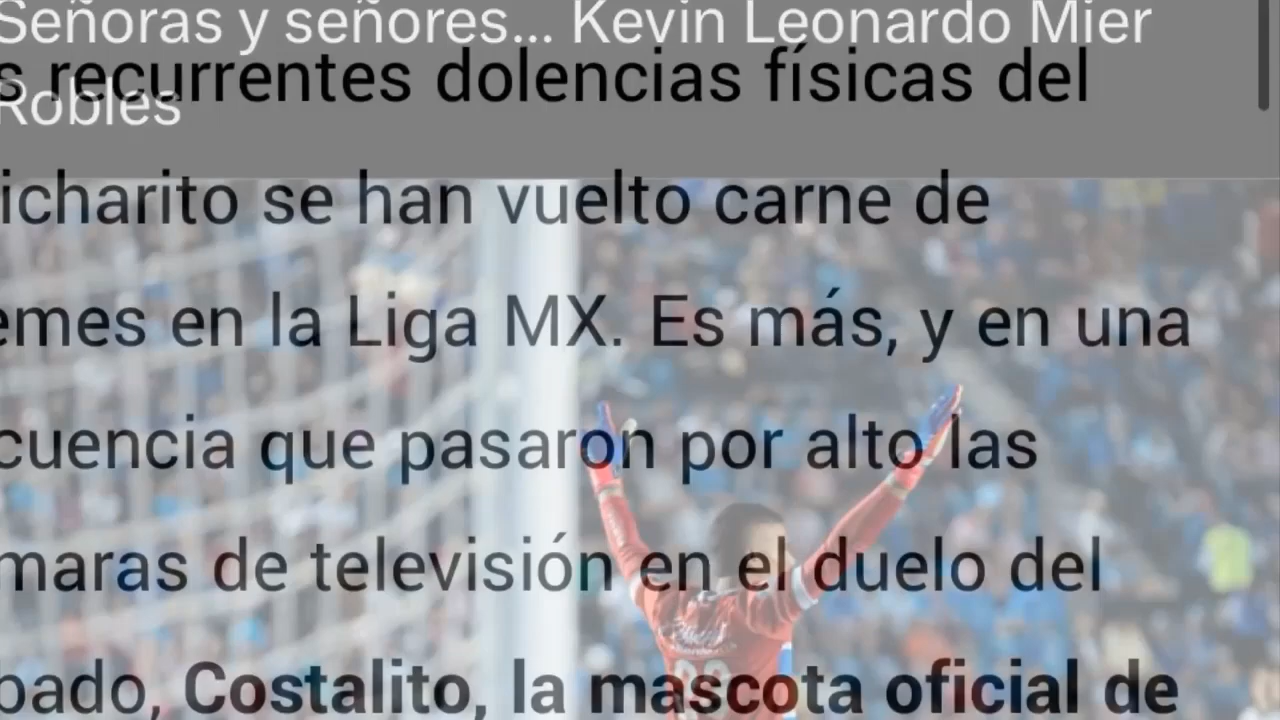 Señoras y señores... Kevin Leonardo Mier
Robles
s recurrentes dolencias físicas del
icharito se han vuelto carne de
emes en la Liga MX. Es más, y en una
cuencia que pasaron por alto las
maras de televisión en el duelo del
bado, Costalito, la mascota oficial de